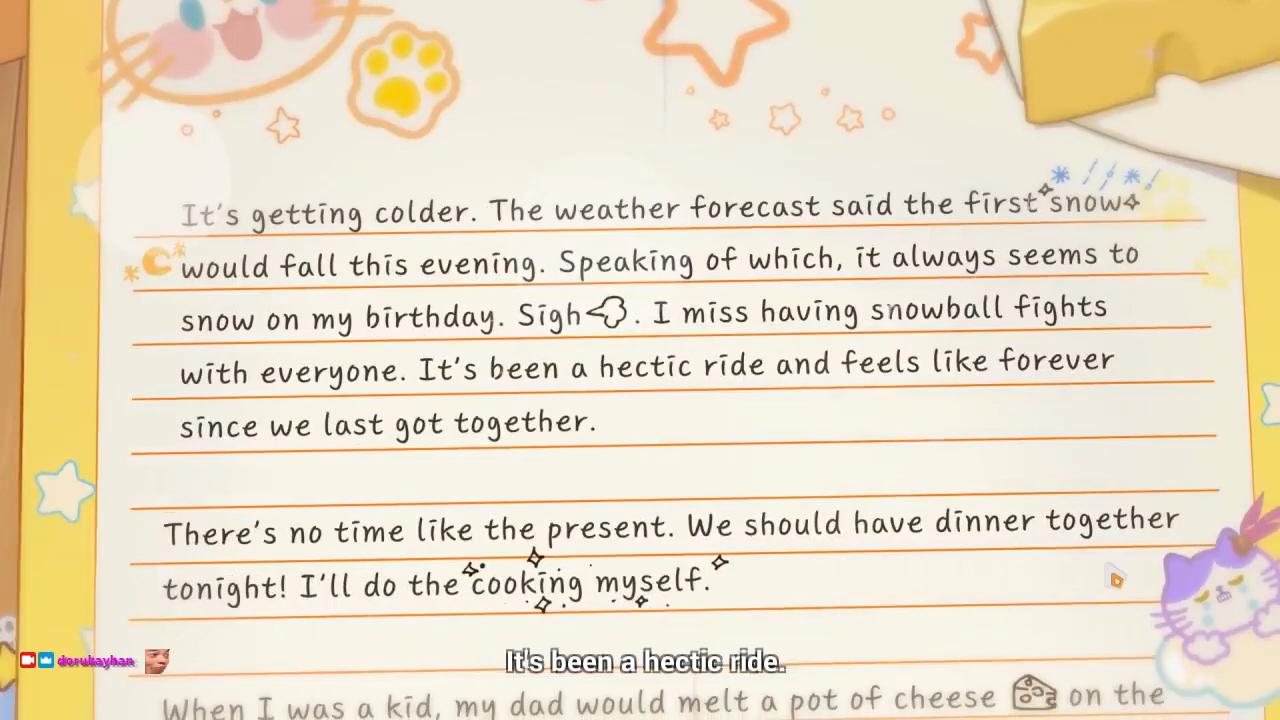 It's getting colder. The weather forecast said the first snow
would fall this evening. Speaking of which, it always seems to
snow on my birthday. Sigh. I miss having snowball fights
with everyone. It's been a hectic ride and feels like forever
since we last got together.
There's no time like the present. We should have dinner together
tonight! I'll do the cooking myself.
dorukayhan
It's been a hectic ride.
When I was a kid, my dad would melt a pot of cheese on the